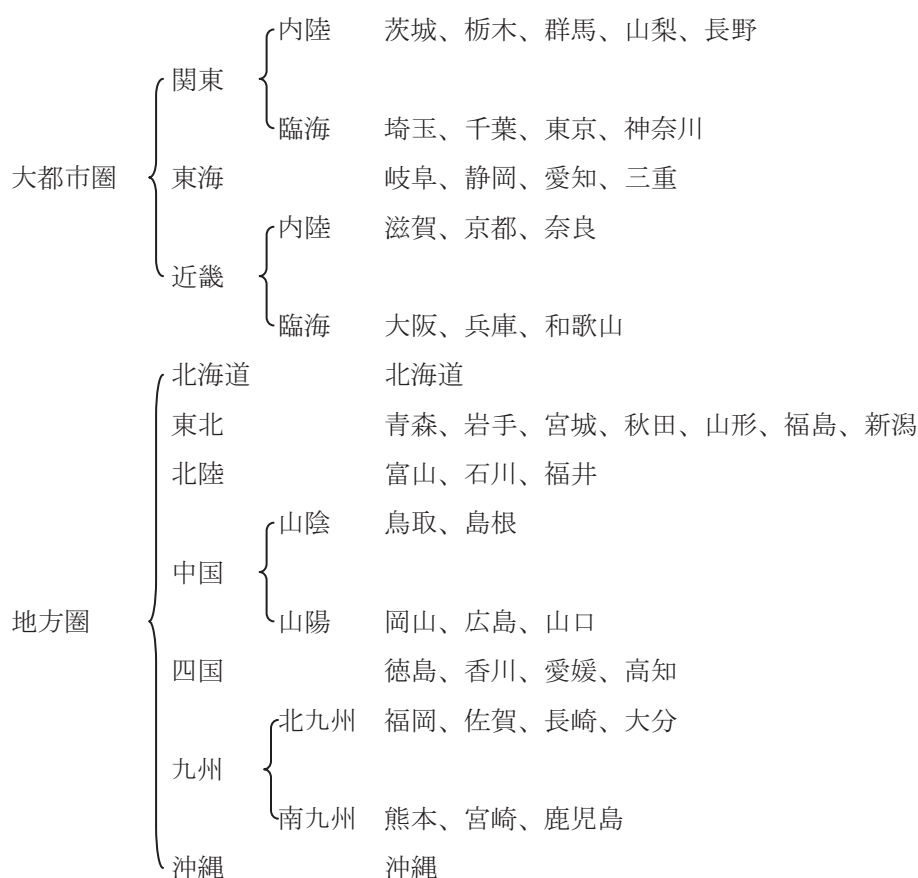 内陸 茨城、栃木、群馬、山梨、長野
関東
臨海 埼玉、千葉、東京、神奈川
大都市圏 東海 岐阜、静岡、愛知、三重
内陸 滋賀、京都、奈良
近畿
臨海 大阪、兵庫、和歌山
北海道 北海道
東北 青森、岩手、宮城、秋田、山形、福島、新潟
北陸 富山、石川、福井
山陰 鳥取、島根
中国
地方圏 山陽 岡山、広島、山口
四国 徳島、香川、愛媛、高知
北九州 福岡、佐賀、長崎、大分
九州
南九州 熊本、宮崎、鹿児島
沖縄 沖縄